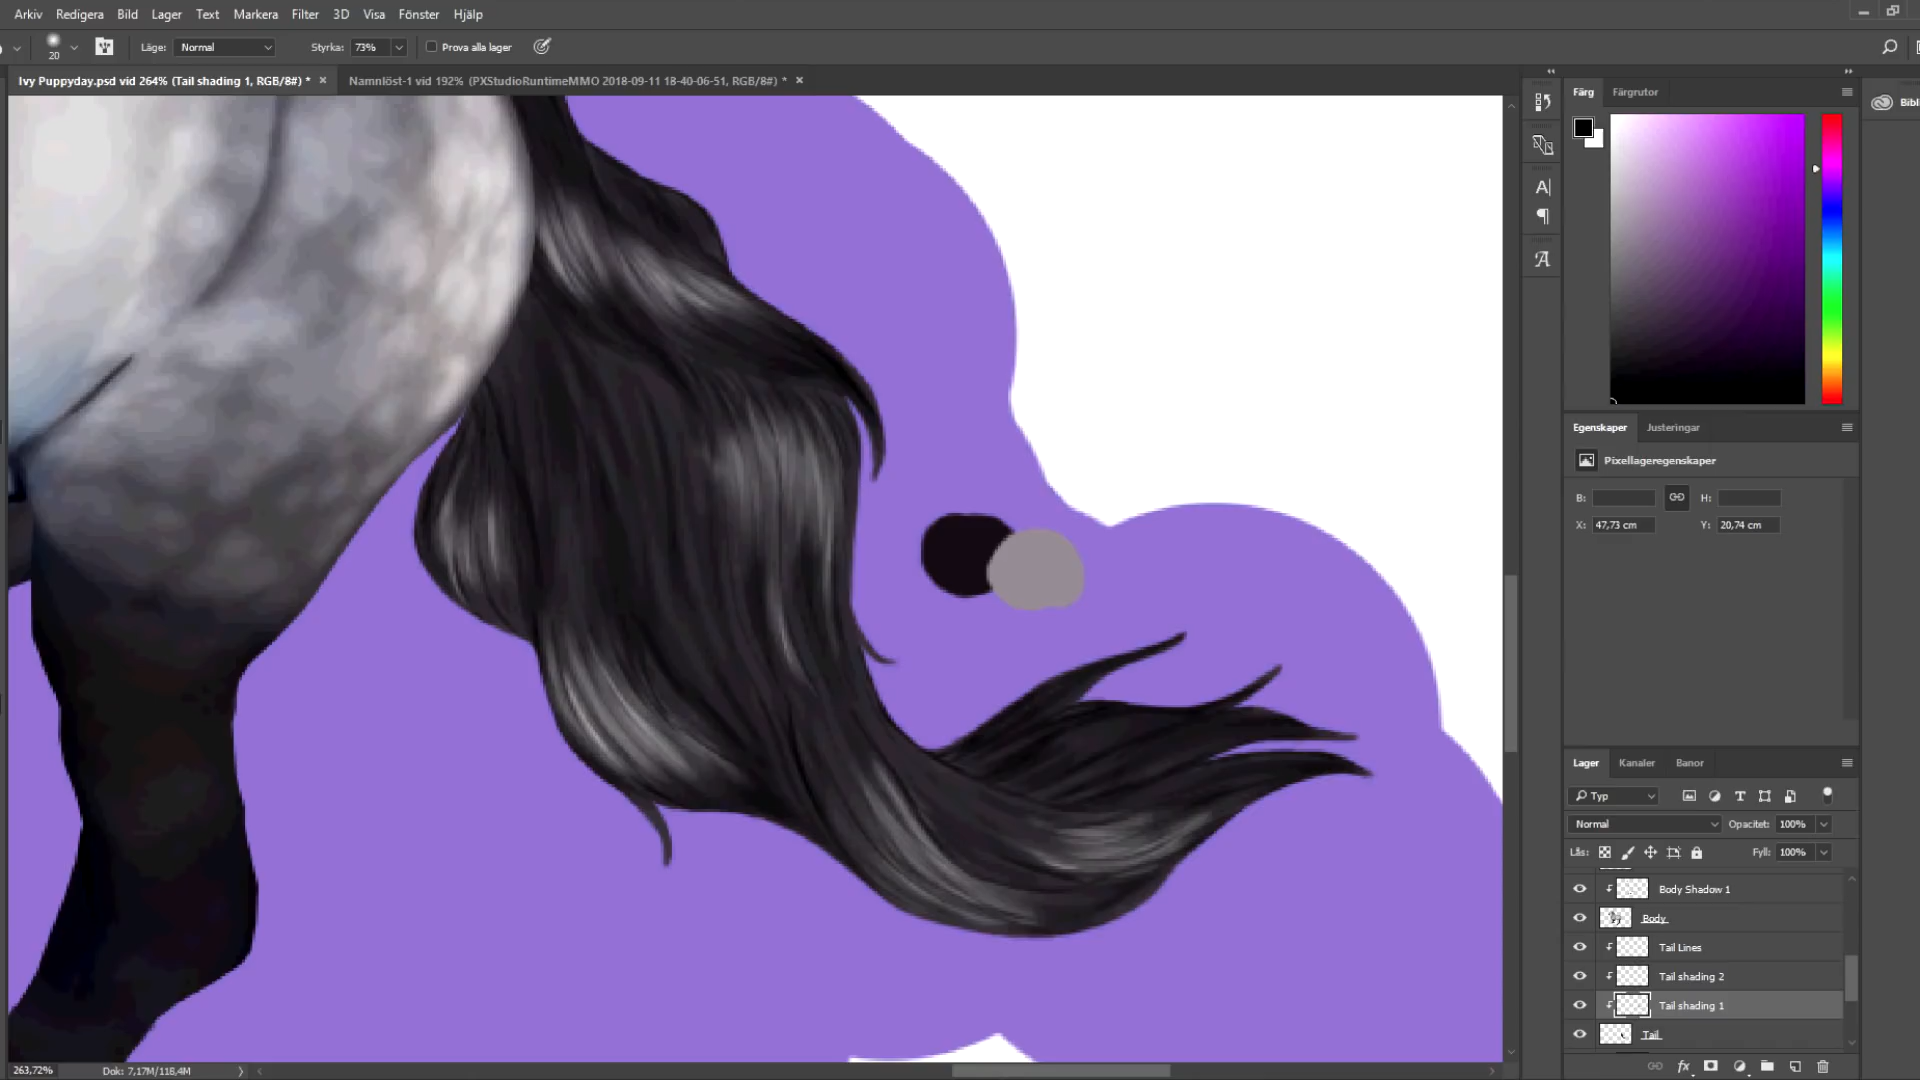 Arkiv Redigera Bild Lager Text Markera Filter 3D Visa Fönster Hjälp
20 Läge: Normal Styrka: 73% Prova alla lager
Ivy Puppyday.psd vid 264% (Tail shading 1, RGB/8#) * × Namnlöst-1 vid 192% (PXStudioRuntimeMMO 2018-09-11 18-40-06-51, RGB/8#) * ×
Färg Färgrutor
Bibl
Egenskaper Justeringar
Pixellageregenskaper
B: H:
X: 47,73 cm Y: 20,74 cm
Lager Kanaler Banor
Typ
Normal Opacitet: 100%
Lås: Fyll: 100%
Body Shadow 1
Body
Tail Lines
Tail shading 2
Tail shading 1
Tail
fx
263,72% Dok: 7,17M/118,4M